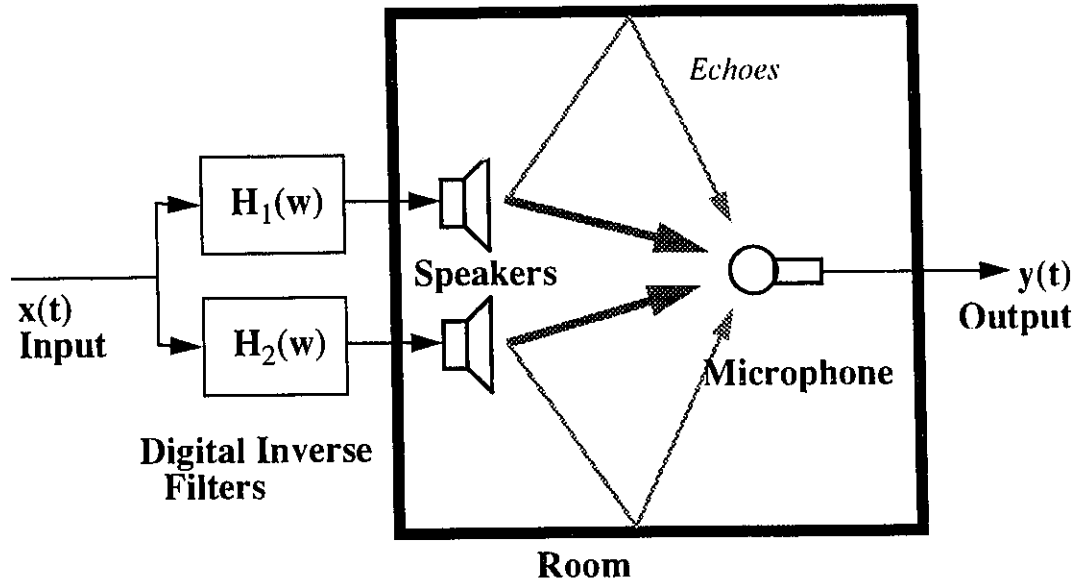 Echoes
H₁(w)
Speakers
x(t)
Input
H₂(w)
y(t)
Output
Microphone
Digital Inverse
Filters
Room